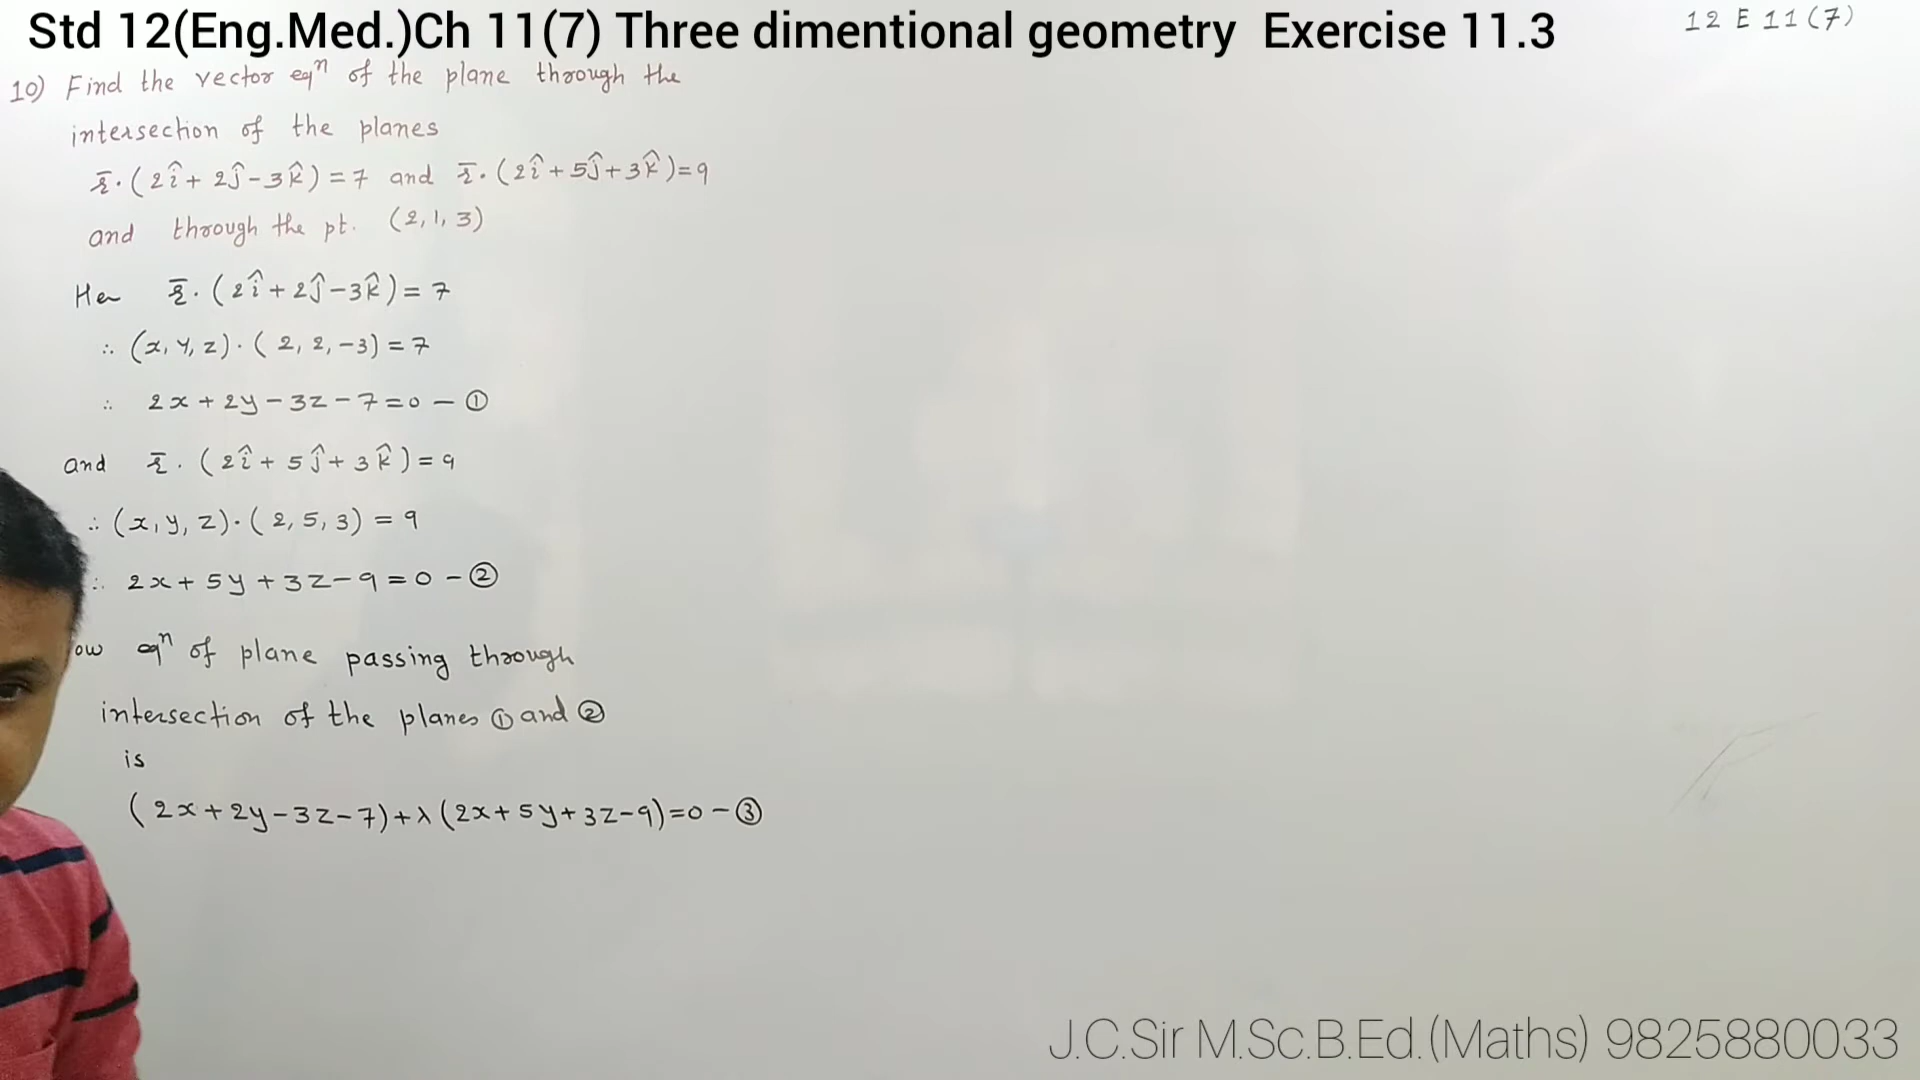 Std 12(Eng.Med.)Ch 11(7) Three dimentional geometry Exercise 11.3
12 E 11(7)
10) Find the vector eqⁿ of the plane through the
intersection of the planes
r̄·(2î+2ĵ-3k̂)=7 and r̄·(2î+5ĵ+3k̂)=9
and through the pt. (2,1,3)
Her r̄·(2î+2ĵ-3k̂)=7
∴ (x,y,z)·(2,2,-3)=7
∴ 2x+2y-3z-7=0 - ①
and r̄·(2î+5ĵ+3k̂)=9
∴ (x,y,z)·(2,5,3)=9
∴ 2x+5y+3z-9=0 - ②
ow eqⁿ of plane passing through
intersection of the planes ① and ②
is
(2x+2y-3z-7)+λ(2x+5y+3z-9)=0 - ③
J.C.Sir M.Sc.B.Ed.(Maths) 9825880033